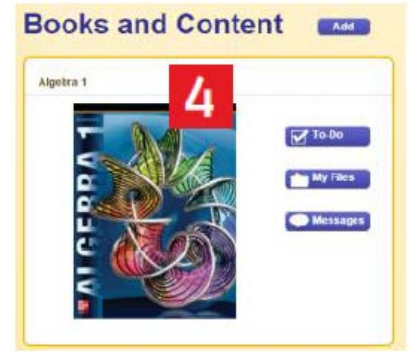 Books and Content
Add
Algebra 1
4
ALGEBRA 1
To-Do
My Files
Messages